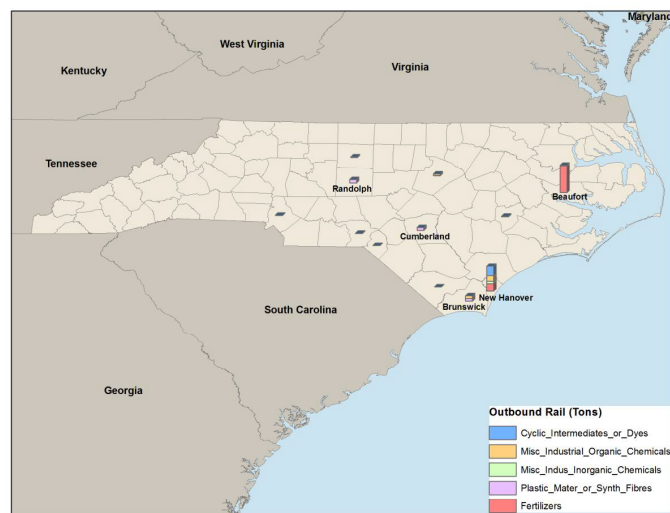 Maryland
West Virginia
Kentucky
Virginia
Tennessee
Randolph
Beaufort
Cumberland
New Hanover
Brunswick
South Carolina
Georgia
Outbound Rail (Tons)
Cyclic_Intermediates_or_Dyes
Misc_Industrial_Organic_Chemicals
Misc_Indus_Inorganic_Chemicals
Plastic_Mater_or_Synth_Fibres
Fertilizers